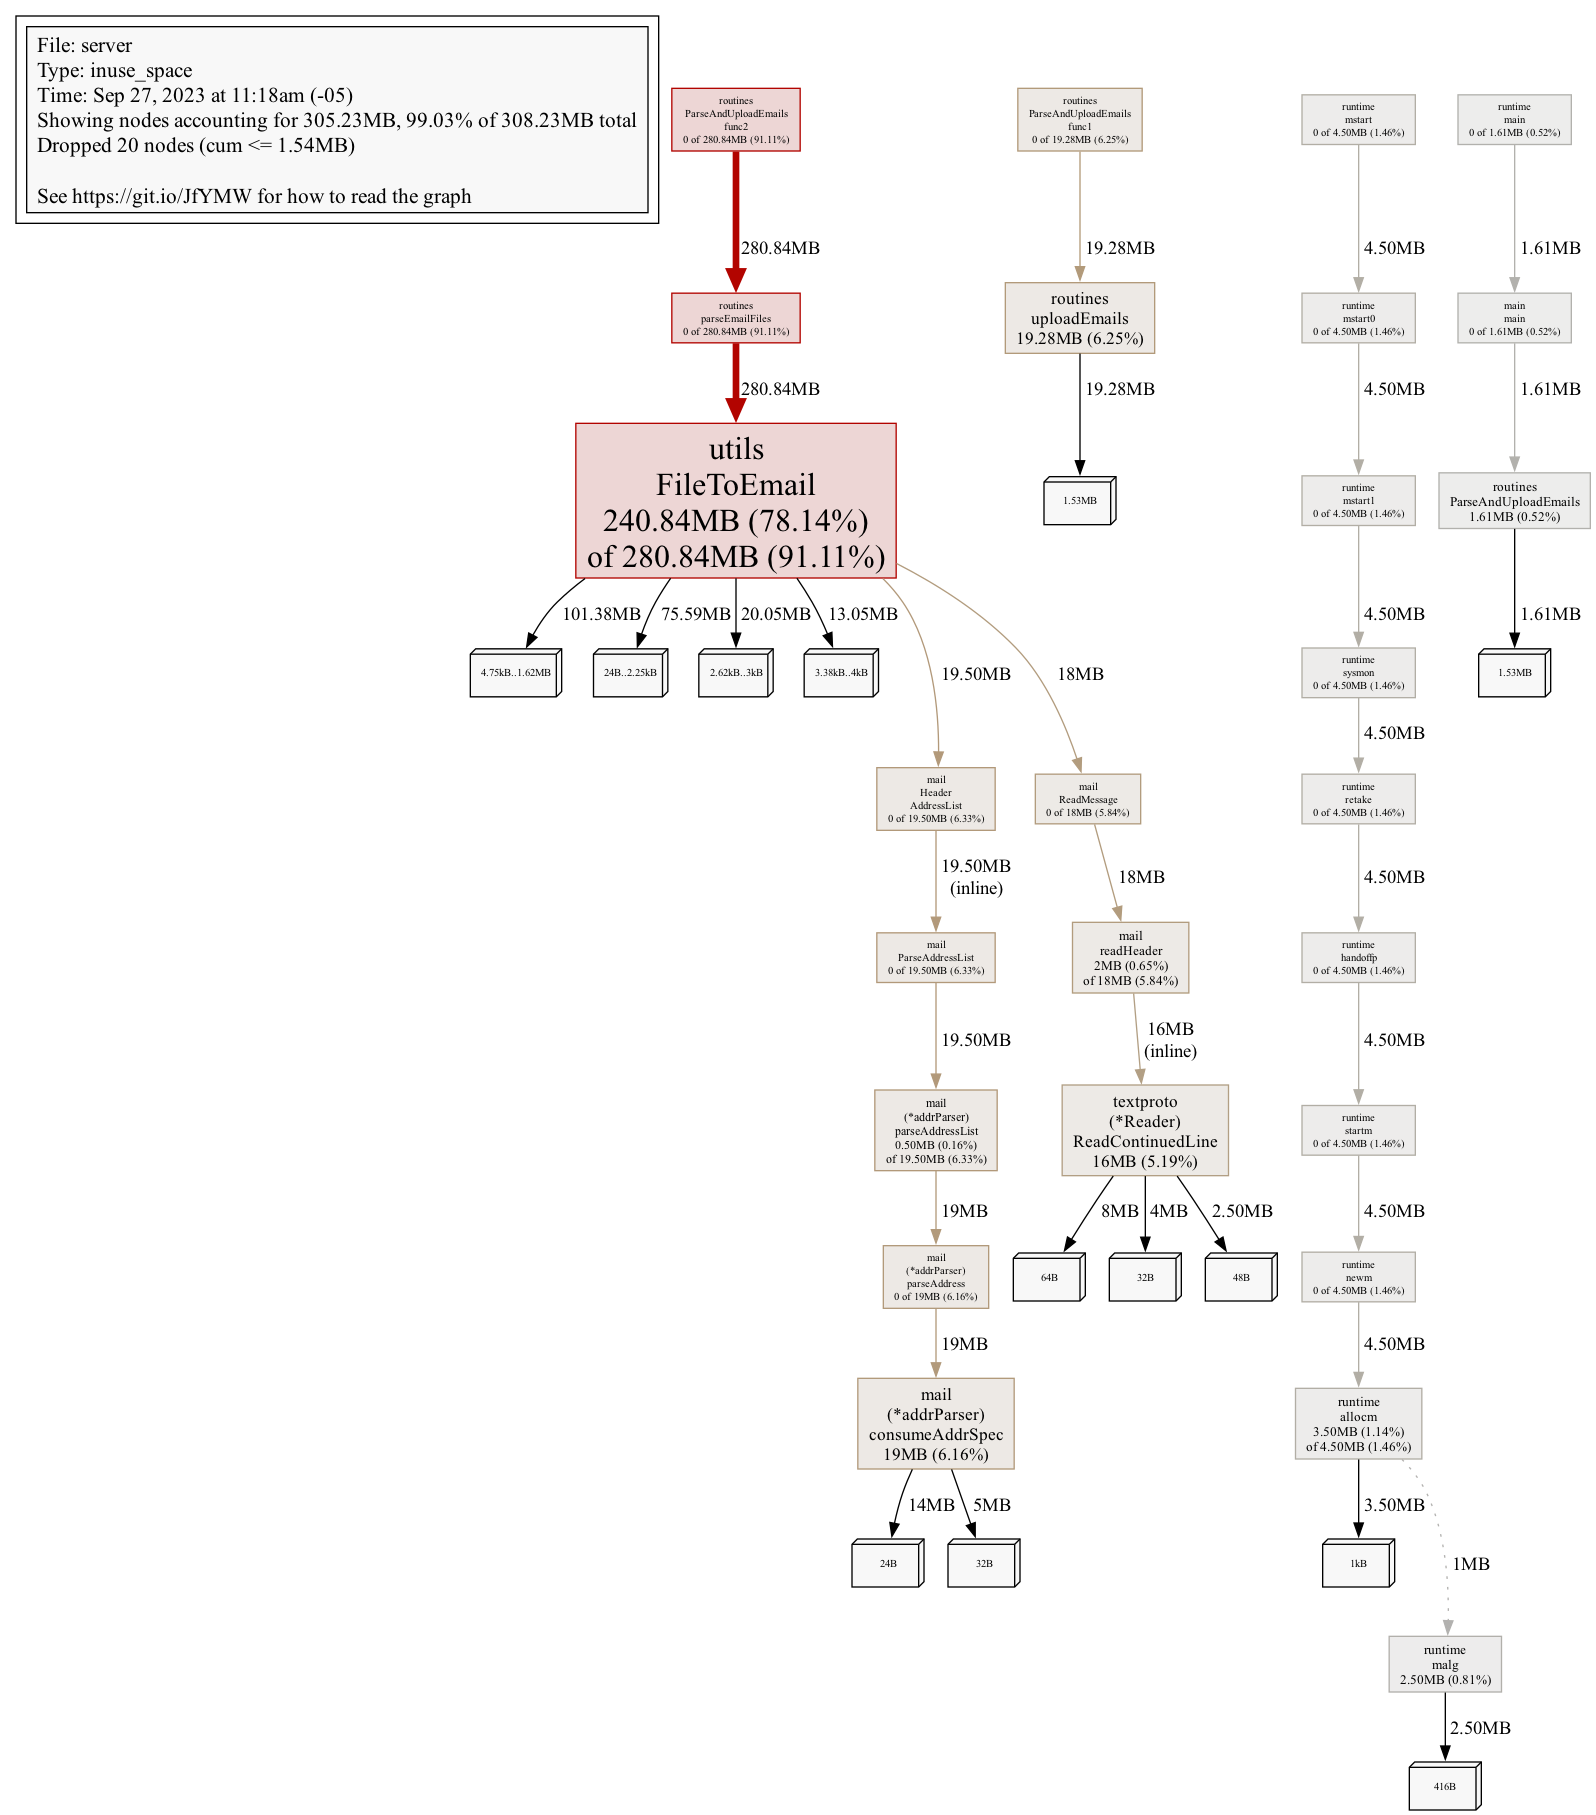 File: server
Type: inuse_space
Time: Sep 27, 2023 at 11:18am (-05)
Showing nodes accounting for 305.23MB, 99.03% of 308.23MB total
Dropped 20 nodes (cum <= 1.54MB)
See https://git.io/JfYMW for how to read the graph
routines
ParseAndUploadEmails
func2
0 of 280.84MB (91.11%)
280.84MB
routines
parseEmailFiles
0 of 280.84MB (91.11%)
280.84MB
utils
FileToEmail
240.84MB (78.14%)
of 280.84MB (91.11%)
101.38MB
75.59MB
20.05MB
13.05MB
4.75kB..1.62MB
24B..2.25kB
2.62kB..3kB
3.38kB..4kB
19.50MB
18MB
mail
Header
AddressList
0 of 19.50MB (6.33%)
19.50MB
(inline)
mail
ParseAddressList
0 of 19.50MB (6.33%)
19.50MB
mail
(*addrParser)
parseAddressList
0.50MB (0.16%)
of 19.50MB (6.33%)
19MB
mail
(*addrParser)
parseAddress
0 of 19MB (6.16%)
19MB
mail
(*addrParser)
consumeAddrSpec
19MB (6.16%)
14MB
5MB
24B
32B
mail
ReadMessage
0 of 18MB (5.84%)
18MB
mail
readHeader
2MB (0.65%)
of 18MB (5.84%)
16MB
(inline)
textproto
(*Reader)
ReadContinuedLine
16MB (5.19%)
8MB
4MB
2.50MB
64B
32B
48B
routines
ParseAndUploadEmails
func1
0 of 19.28MB (6.25%)
19.28MB
routines
uploadEmails
19.28MB (6.25%)
19.28MB
1.53MB
runtime
mstart
0 of 4.50MB (1.46%)
4.50MB
runtime
mstart0
0 of 4.50MB (1.46%)
4.50MB
runtime
mstart1
0 of 4.50MB (1.46%)
4.50MB
runtime
sysmon
0 of 4.50MB (1.46%)
4.50MB
runtime
retake
0 of 4.50MB (1.46%)
4.50MB
runtime
handoffp
0 of 4.50MB (1.46%)
4.50MB
runtime
startm
0 of 4.50MB (1.46%)
4.50MB
runtime
newm
0 of 4.50MB (1.46%)
4.50MB
runtime
allocm
3.50MB (1.14%)
of 4.50MB (1.46%)
3.50MB
1kB
1MB
runtime
malg
2.50MB (0.81%)
2.50MB
416B
runtime
main
0 of 1.61MB (0.52%)
1.61MB
main
main
0 of 1.61MB (0.52%)
1.61MB
routines
ParseAndUploadEmails
1.61MB (0.52%)
1.61MB
1.53MB